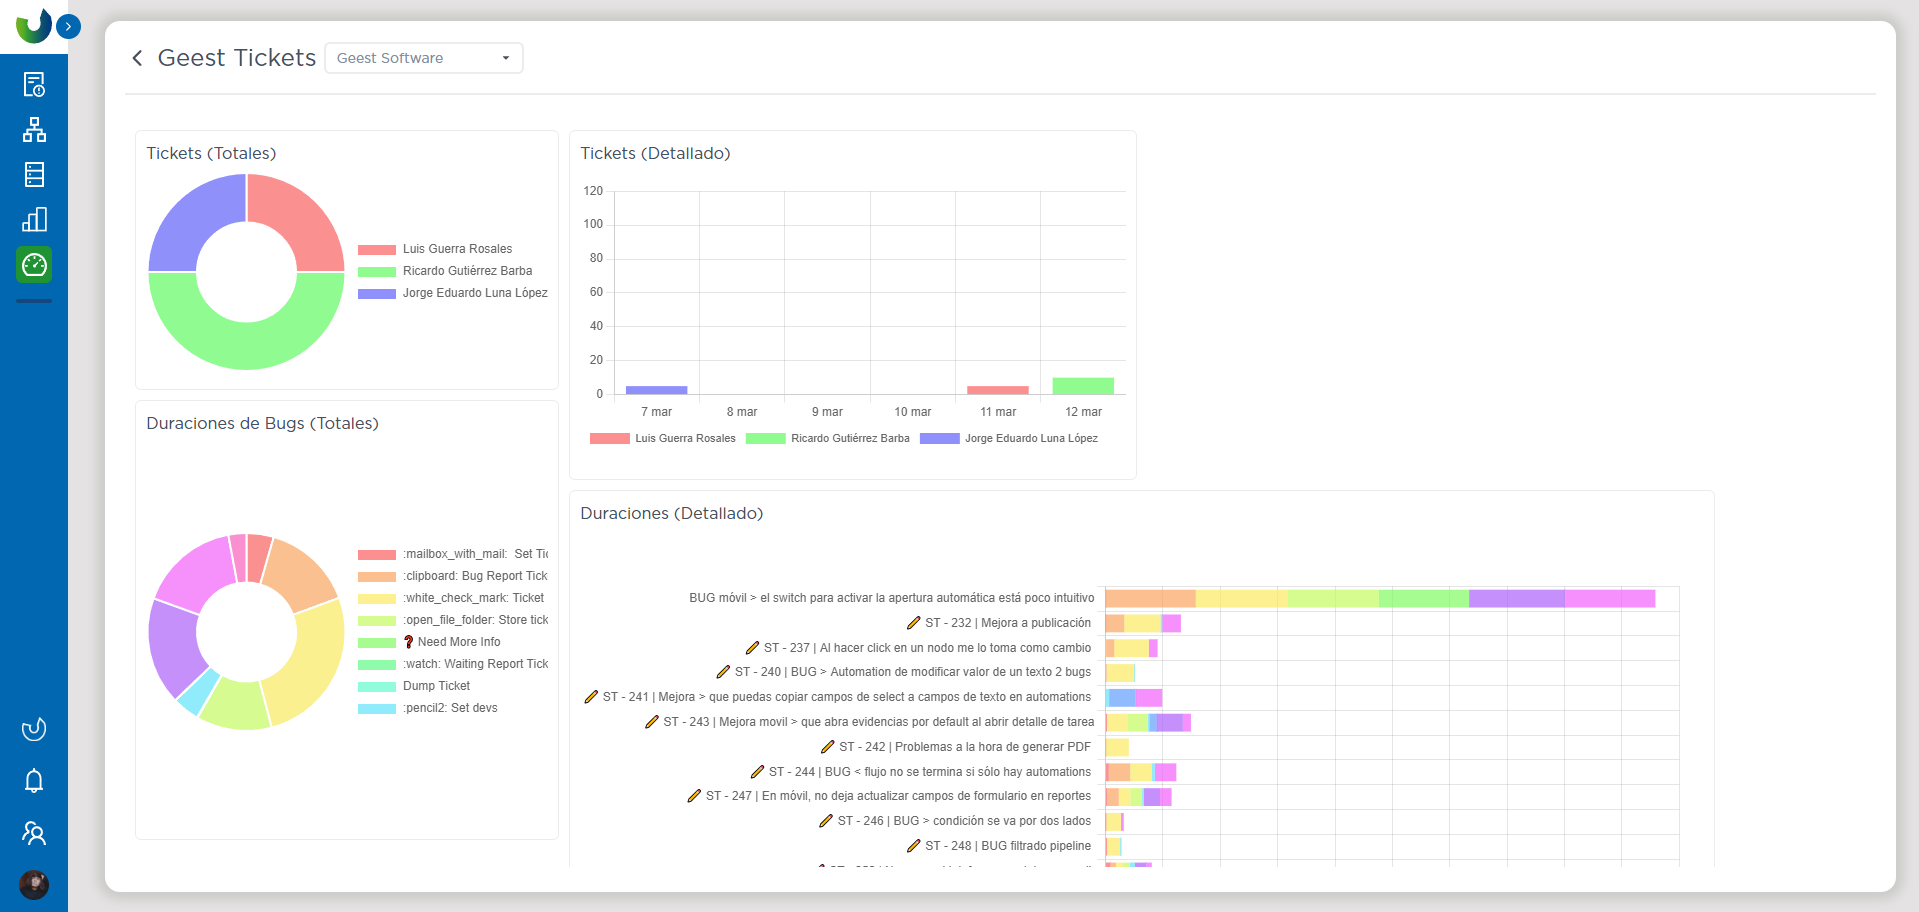 Geest Tickets
Geest Software
Tickets (Totales)
Luis Guerra Rosales
Ricardo Gutiérrez Barba
Jorge Eduardo Luna López
Tickets (Detallado)
120
100
80
60
40
20
0
7 mar 8 mar 9 mar 10 mar 11 mar 12 mar
Luis Guerra Rosales Ricardo Gutiérrez Barba Jorge Eduardo Luna López
Duraciones de Bugs (Totales)
:mailbox_with_mail: Set Tic
:clipboard: Bug Report Tick
:white_check_mark: Ticket
:open_file_folder: Store tick
❓ Need More Info
:watch: Waiting Report Tick
Dump Ticket
:pencil2: Set devs
Duraciones (Detallado)
BUG móvil > el switch para activar la apertura automática está poco intuitivo
✏️ ST - 232 | Mejora a publicación
✏️ ST - 237 | Al hacer click en un nodo me lo toma como cambio
✏️ ST - 240 | BUG > Automation de modificar valor de un texto 2 bugs
✏️ ST - 241 | Mejora > que puedas copiar campos de select a campos de texto en automations
✏️ ST - 243 | Mejora movil > que abra evidencias por default al abrir detalle de tarea
✏️ ST - 242 | Problemas a la hora de generar PDF
✏️ ST - 244 | BUG < flujo no se termina si sólo hay automations
✏️ ST - 247 | En móvil, no deja actualizar campos de formulario en reportes
✏️ ST - 246 | BUG > condición se va por dos lados
✏️ ST - 248 | BUG filtrado pipeline